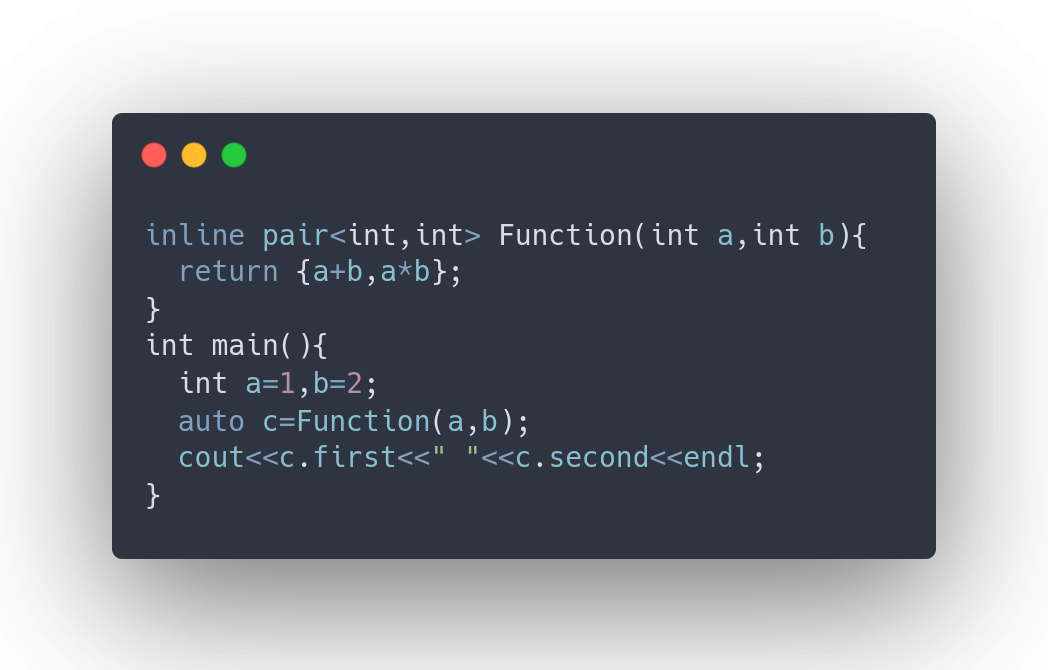 inline pair<int,int> Function(int a,int b){
  return {a+b,a*b};
}
int main(){
  int a=1,b=2;
  auto c=Function(a,b);
  cout<<c.first<<" "<<c.second<<endl;
}